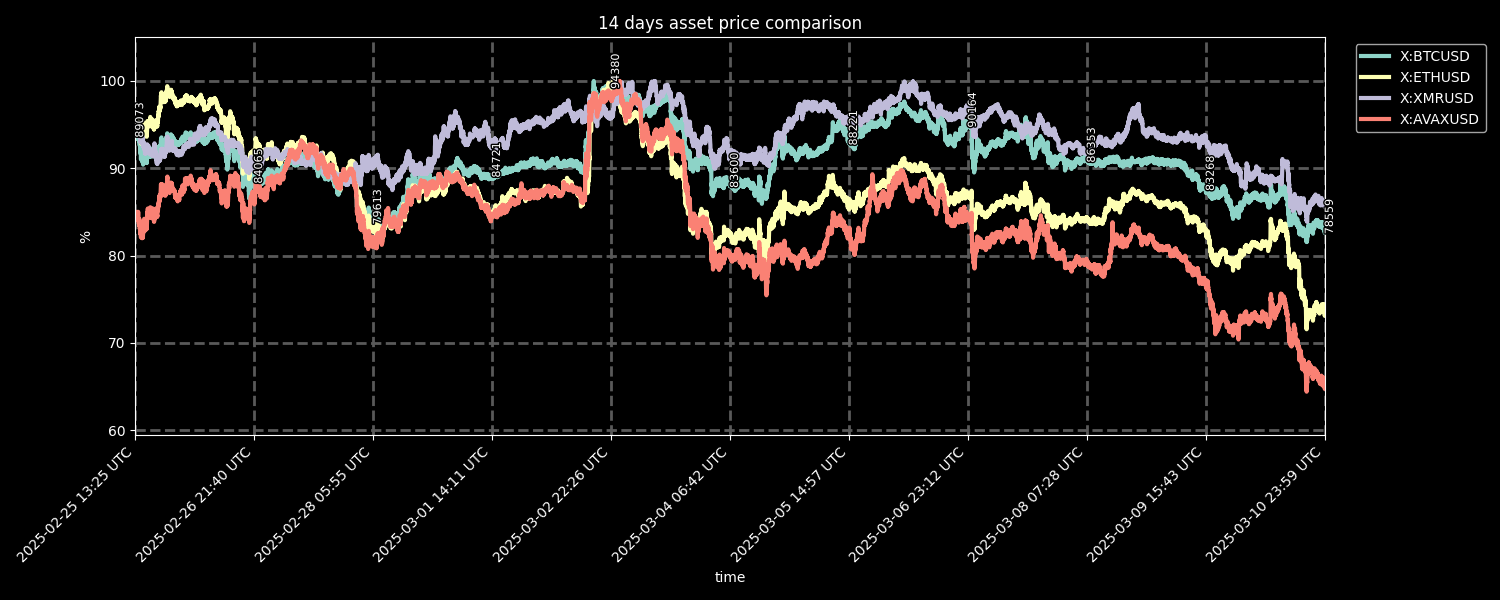 14 days asset price comparison
X:BTCUSD
X:ETHUSD
X:XMRUSD
X:AVAXUSD
100
90
80
70
60
%
89073
84065
79613
84721
94380
83600
88221
90164
86353
83268
78559
2025-02-25 13:25 UTC
2025-02-26 21:40 UTC
2025-02-28 05:55 UTC
2025-03-01 14:11 UTC
2025-03-02 22:26 UTC
2025-03-04 06:42 UTC
2025-03-05 14:57 UTC
2025-03-06 23:12 UTC
2025-03-08 07:28 UTC
2025-03-09 15:43 UTC
2025-03-10 23:59 UTC
time